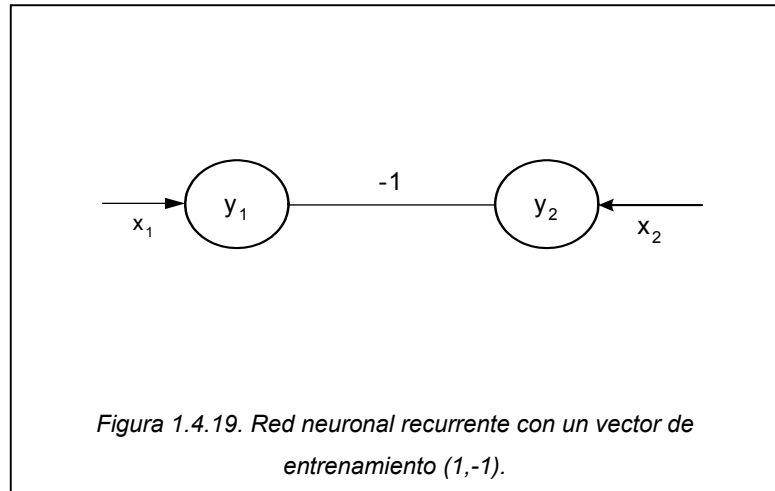 -1
y1
y2
x1
x2
Figura 1.4.19. Red neuronal recurrente con un vector de
entrenamiento (1,-1).